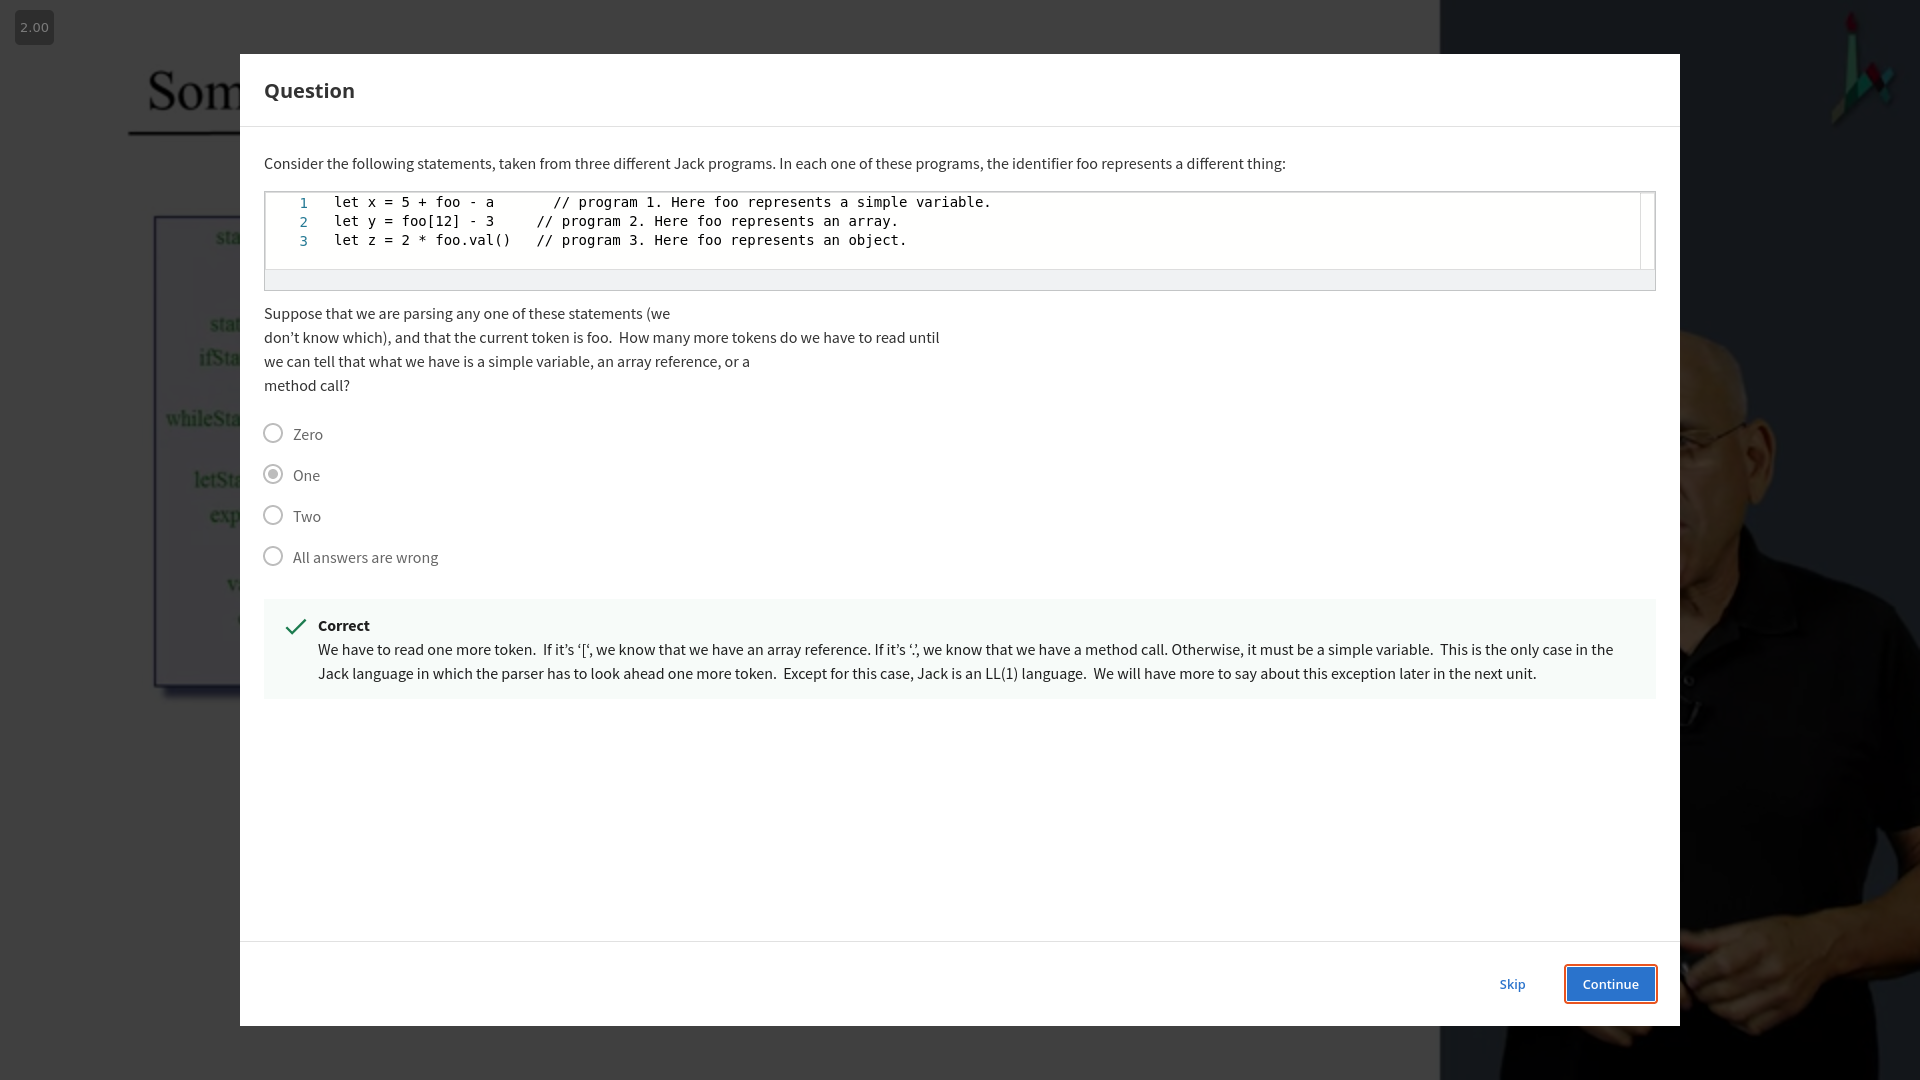 2.00
Som
Question
Consider the following statements, taken from three different Jack programs. In each one of these programs, the identifier foo represents a different thing:
1 let x = 5 + foo - a       // program 1. Here foo represents a simple variable.
2 let y = foo[12] - 3     // program 2. Here foo represents an array.
3 let z = 2 * foo.val()   // program 3. Here foo represents an object.
Suppose that we are parsing any one of these statements (we
don’t know which), and that the current token is foo.  How many more tokens do we have to read until
we can tell that what we have is a simple variable, an array reference, or a
method call?
Zero
One
Two
All answers are wrong
Correct
We have to read one more token.  If it’s ‘[‘, we know that we have an array reference. If it’s ‘.’, we know that we have a method call. Otherwise, it must be a simple variable.  This is the only case in the
Jack language in which the parser has to look ahead one more token.  Except for this case, Jack is an LL(1) language.  We will have more to say about this exception later in the next unit.
Skip
Continue
sta
stat
ifSta
whileSta
letSta
exp
v